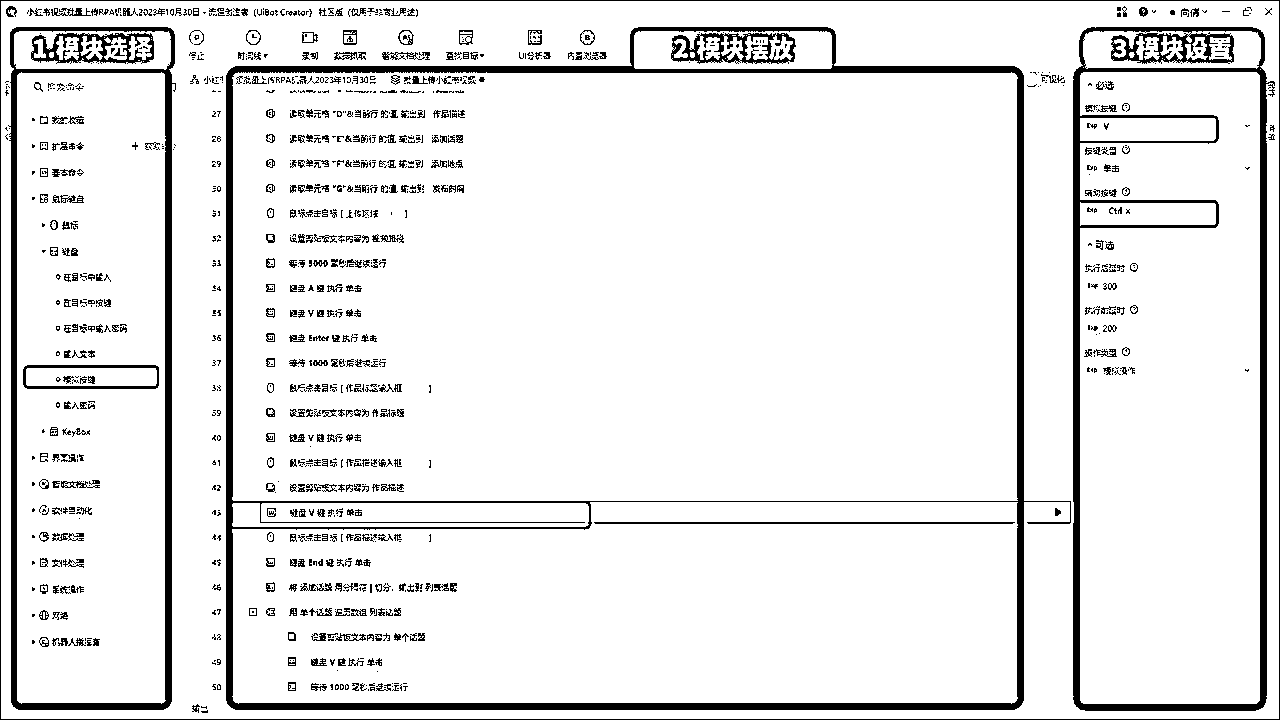 小红书视频批量上传RPA机器人2023年10月30日 - 流程创造者 (UiBot Creator) 社区版 (仅用于非商业用途)
1.模块选择
停止
时间线
录制
数据抓取
智能文档处理
查找目标
UI分析器
内置浏览器
2.模块摆放
3.模块设置
搜索命令
我的收藏
扩展命令
基本命令
鼠标键盘
鼠标
键盘
在目标中输入
在目标中按键
在目标中输入密码
输入文本
模拟按键
输入密码
KeyBox
界面操作
智能文档处理
软件自动化
数据处理
文件处理
系统操作
网络
机器人指挥者
批量上传RPA机器人2023年10月30日
批量上传小红书视频
可视化
27 读取单元格 "D"&当前行 的值, 输出到 作品描述
28 读取单元格 "E"&当前行 的值, 输出到 添加话题
29 读取单元格 "F"&当前行 的值, 输出到 添加地点
30 读取单元格 "G"&当前行 的值, 输出到 发布时间
31 鼠标点击目标 [ 上传区按 ]
32 设置剪贴板文本内容为 视频路径
33 等待 3000 毫秒后继续运行
34 键盘 A 键 执行 单击
35 键盘 V 键 执行 单击
36 键盘 Enter 键 执行 单击
37 等待 1000 毫秒后继续运行
38 鼠标点击目标 [ 作品标题输入框 ]
39 设置剪贴板文本内容为 作品标题
40 键盘 V 键 执行 单击
41 鼠标点击目标 [ 作品描述输入框 ]
42 设置剪贴板文本内容为 作品描述
43 键盘 V 键 执行 单击
44 鼠标点击目标 [ 作品描述输入框 ]
45 键盘 End 键 执行 单击
46 将 添加话题 用分隔符 | 切分，输出到 列表话题
47 用 单个话题 遍历数组 列表话题
48 设置剪贴板文本内容为 单个话题
49 键盘 V 键 执行 单击
50 等待 1000 毫秒后继续运行
输出
必选
模拟按键
Exp V
按键类型
Exp 单击
辅助按键
Exp Ctrl x
可选
执行后延时
Exp 300
执行前延时
Exp 200
操作类型
Exp 模拟操作